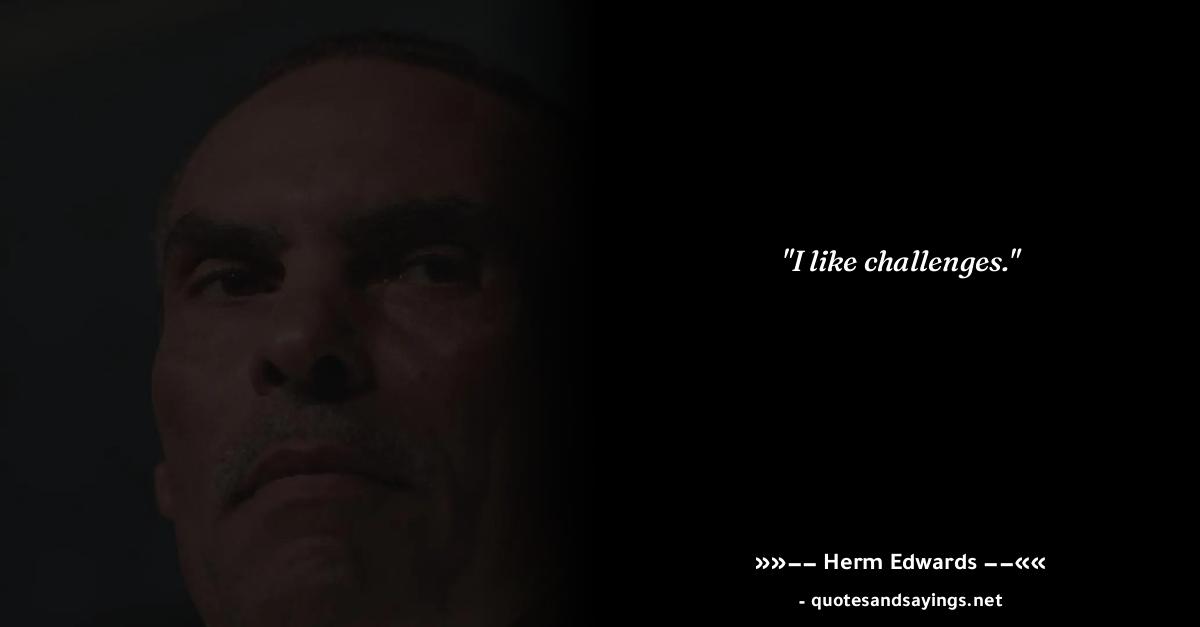 "I like challenges."
»»−− Herm Edwards −−««
- quotesandsayings.net